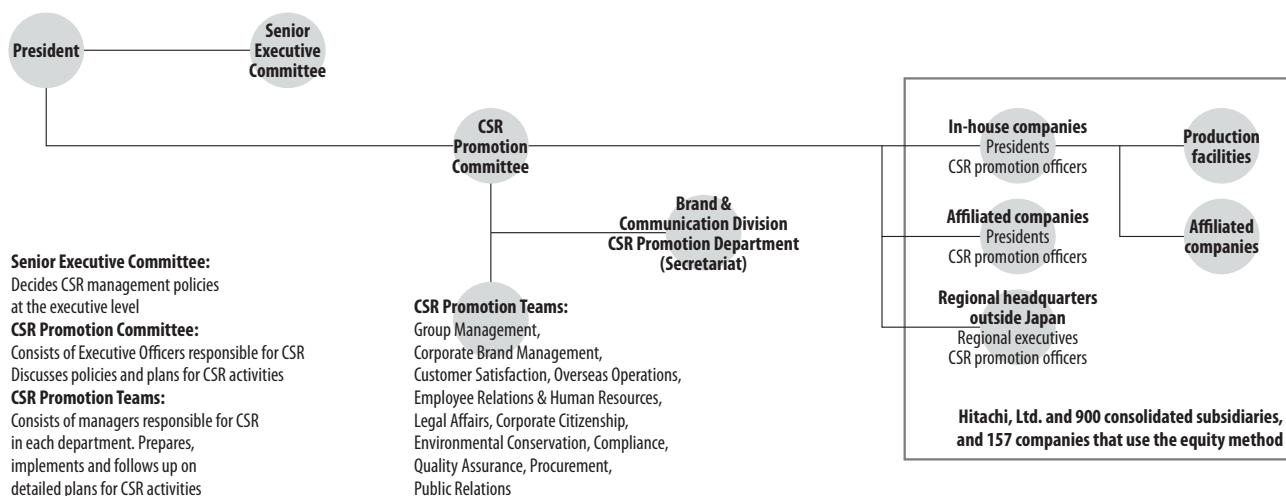 President
Senior
Executive
Committee
CSR
Promotion
Committee
In-house companies
Presidents
CSR promotion officers
Production
facilities
Brand &
Communication Division
CSR Promotion Department
(Secretariat)
Affiliated companies
Presidents
CSR promotion officers
Affiliated
companies
Regional headquarters
outside Japan
Regional executives
CSR promotion officers
Senior Executive Committee:
Decides CSR management policies
at the executive level
CSR Promotion Committee:
Consists of Executive Officers responsible for CSR
Discusses policies and plans for CSR activities
CSR Promotion Teams:
Consists of managers responsible for CSR
in each department. Prepares,
implements and follows up on
detailed plans for CSR activities
CSR Promotion Teams:
Group Management,
Corporate Brand Management,
Customer Satisfaction, Overseas Operations,
Employee Relations & Human Resources,
Legal Affairs, Corporate Citizenship,
Environmental Conservation, Compliance,
Quality Assurance, Procurement,
Public Relations
Hitachi, Ltd. and 900 consolidated subsidiaries,
and 157 companies that use the equity method